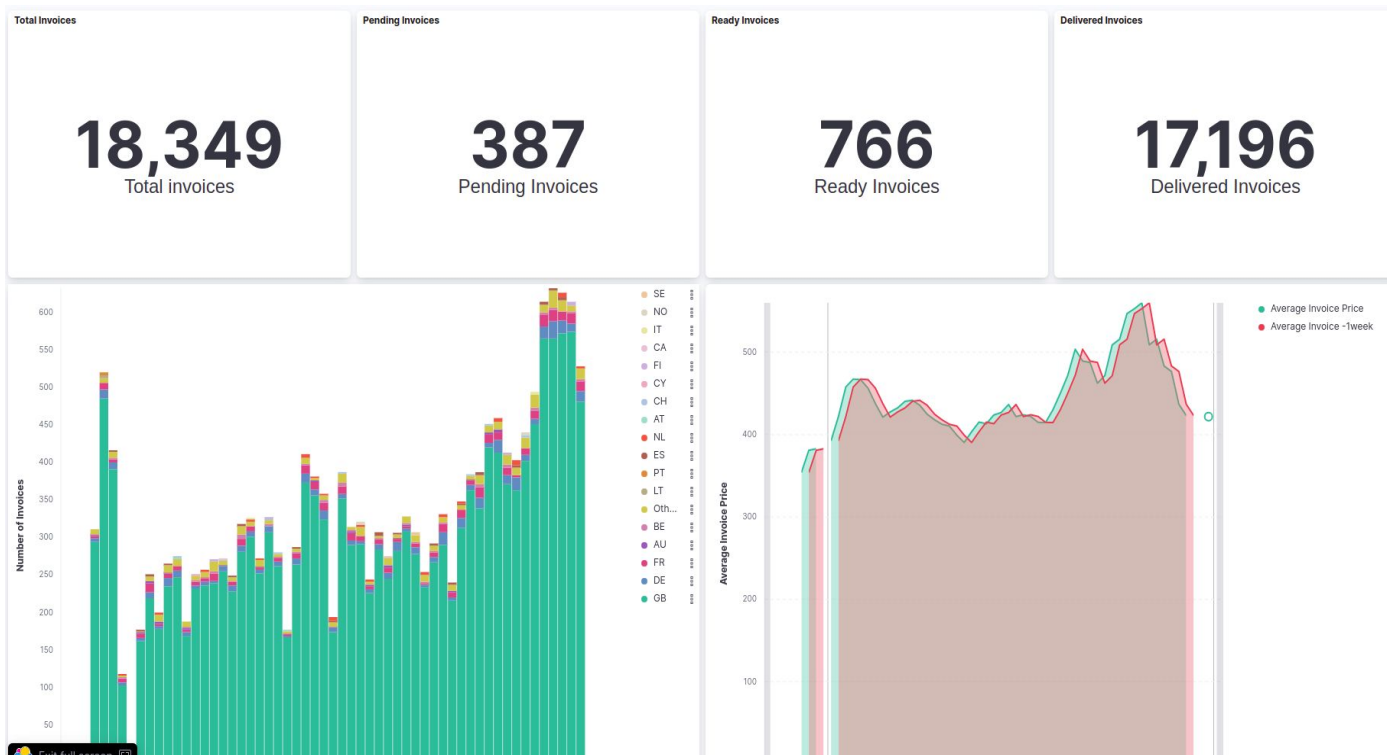 Total Invoices
18,349
Total invoices
Pending Invoices
387
Pending Invoices
Ready Invoices
766
Ready Invoices
Delivered Invoices
17,196
Delivered Invoices
Number of Invoices
600
550
500
450
400
350
300
250
200
150
100
50
SE
NO
IT
CA
FI
CY
CH
AT
NL
ES
PT
LT
Oth...
BE
AU
FR
DE
GB
Exit full screen
Average Invoice Price
500
400
300
200
100
Average Invoice Price
Average Invoice -1week